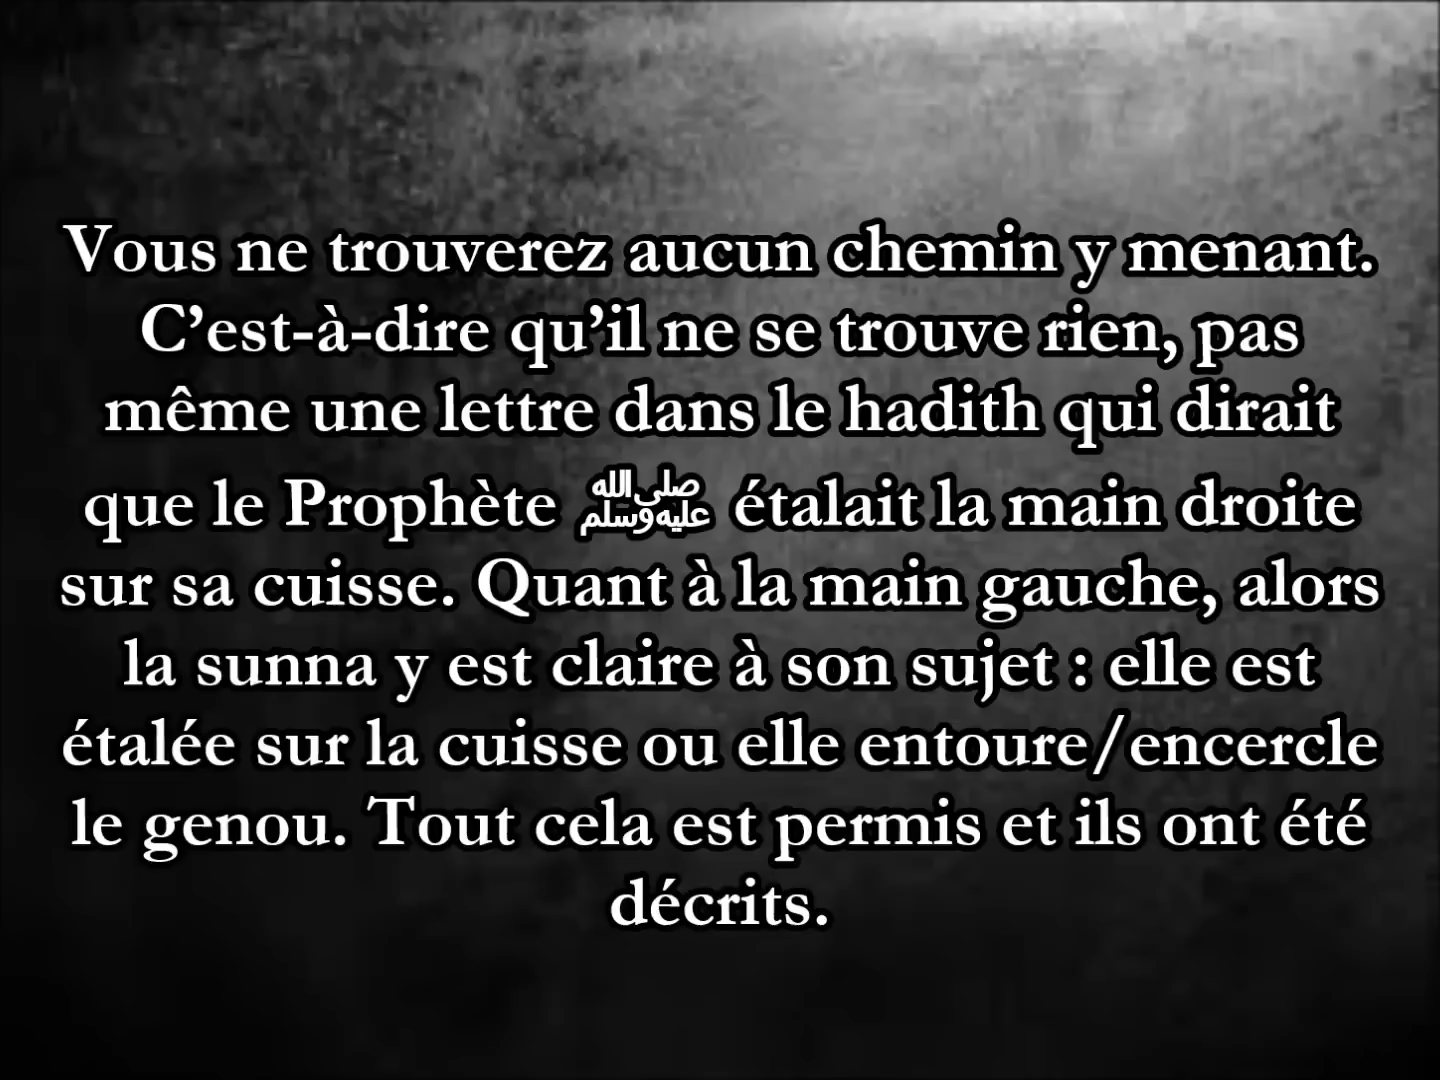 Vous ne trouverez aucun chemin y menant.
C’est-à-dire qu’il ne se trouve rien, pas
même une lettre dans le hadith qui dirait
que le Prophète ﷺ étalait la main droite
sur sa cuisse. Quant à la main gauche, alors
la sunna y est claire à son sujet : elle est
étalée sur la cuisse ou elle entoure/encercle
le genou. Tout cela est permis et ils ont été
décrits.